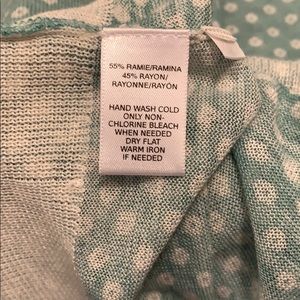 55% RAMIE/RAMINA
45% RAYON/
RAYONNE/RAYÓN
HAND WASH COLD
ONLY NON-
CHLORINE BLEACH
WHEN NEEDED
DRY FLAT
WARM IRON
IF NEEDED